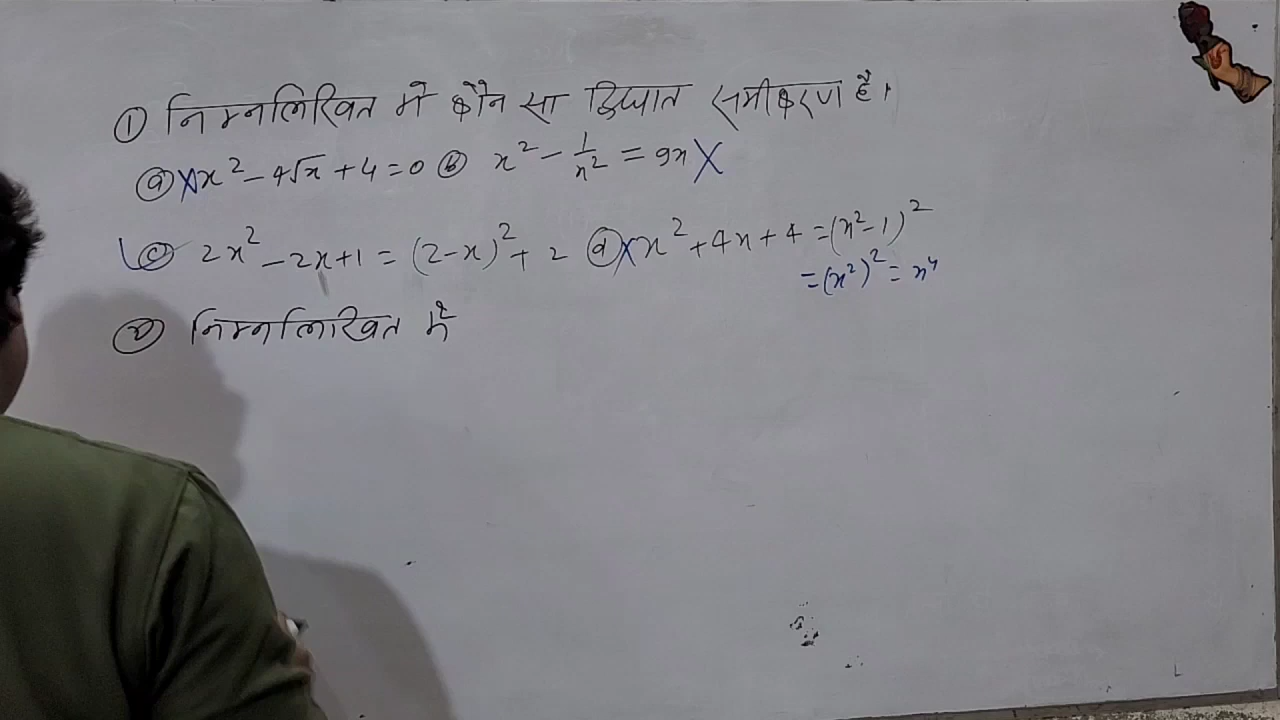 ① निम्नलिखित में कौन सा द्विघात समीकरण है।
ⓐ ✗ x² - 4√x + 4 = 0 ⓑ x² - 1/x² = 9x ✗
ⓒ 2x² - 2x + 1 = (2-x)² + 2 ⓓ ✗ x² + 4x + 4 = (x²-1)²
= (x²)² = x⁴
② निम्नलिखित में